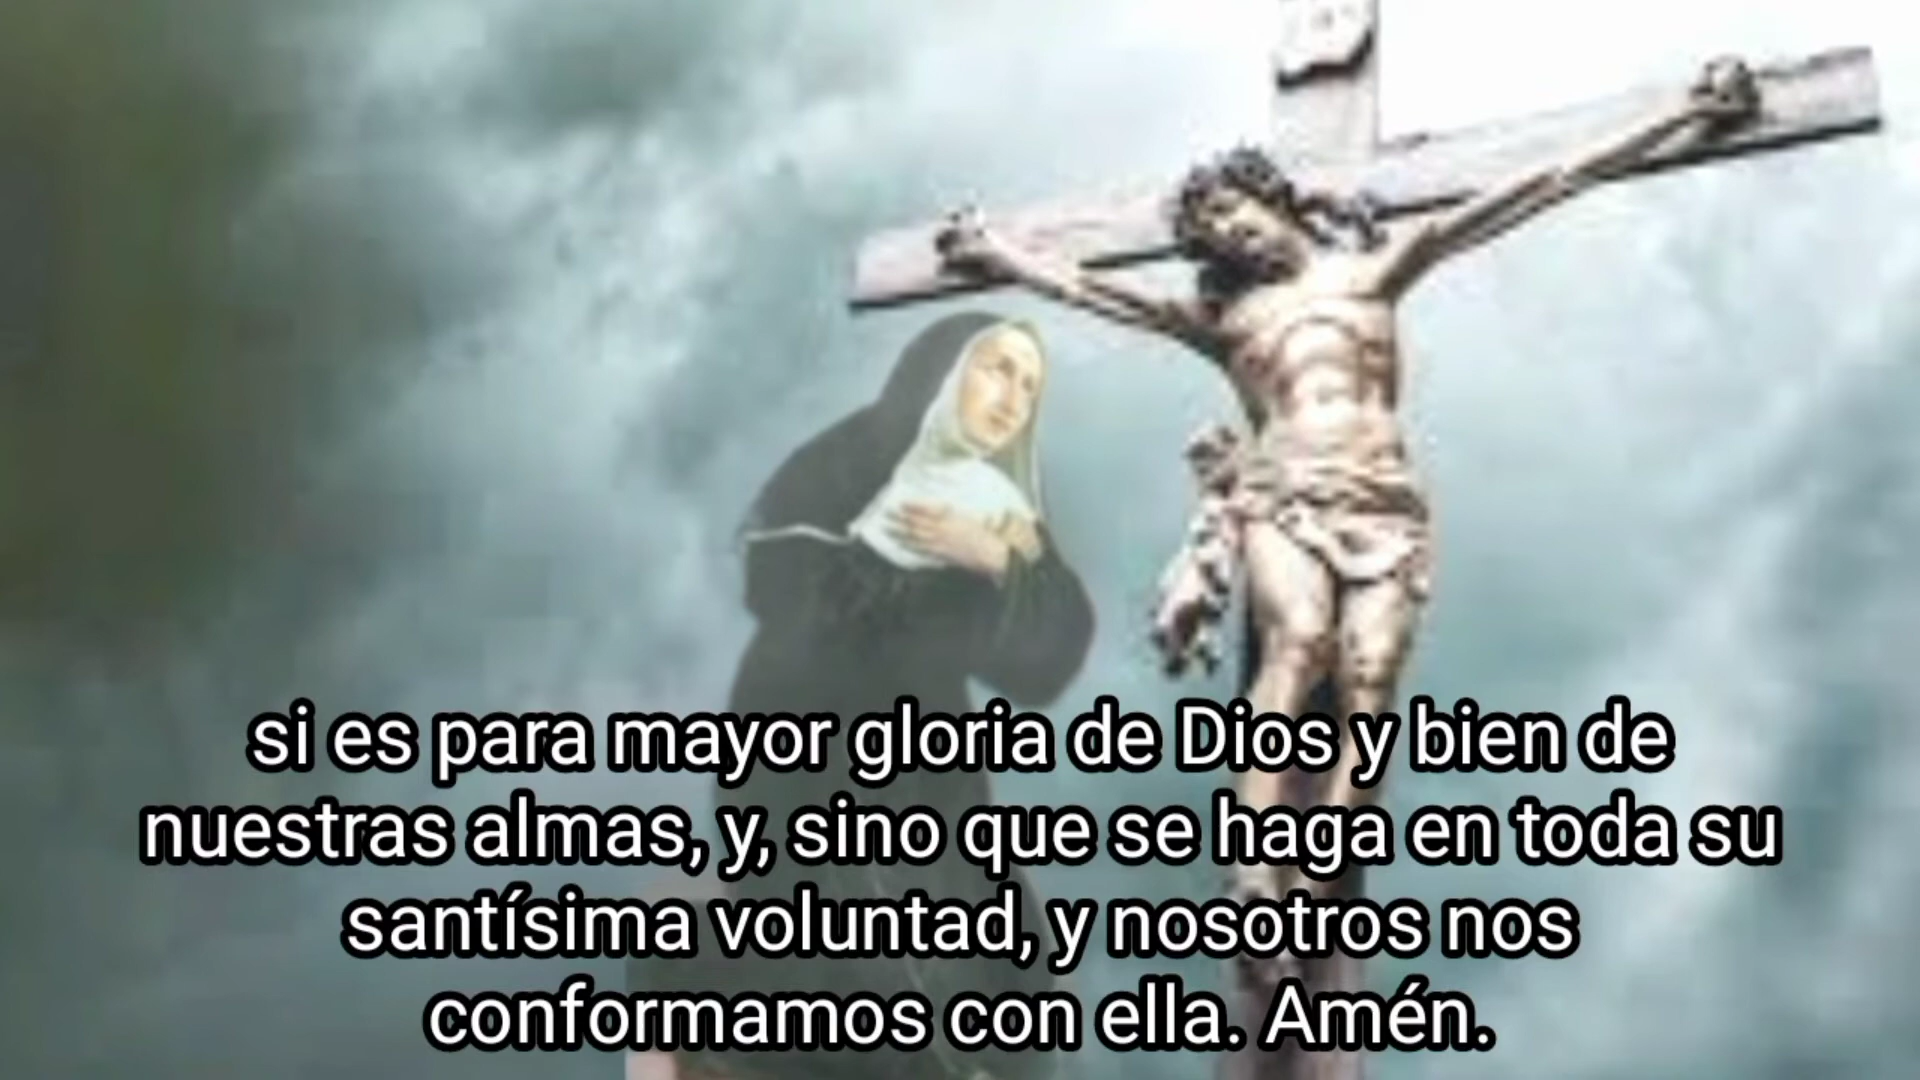 si es para mayor gloria de Dios y bien de
nuestras almas, y, sino que se haga en toda su
santísima voluntad, y nosotros nos
conformamos con ella. Amén.